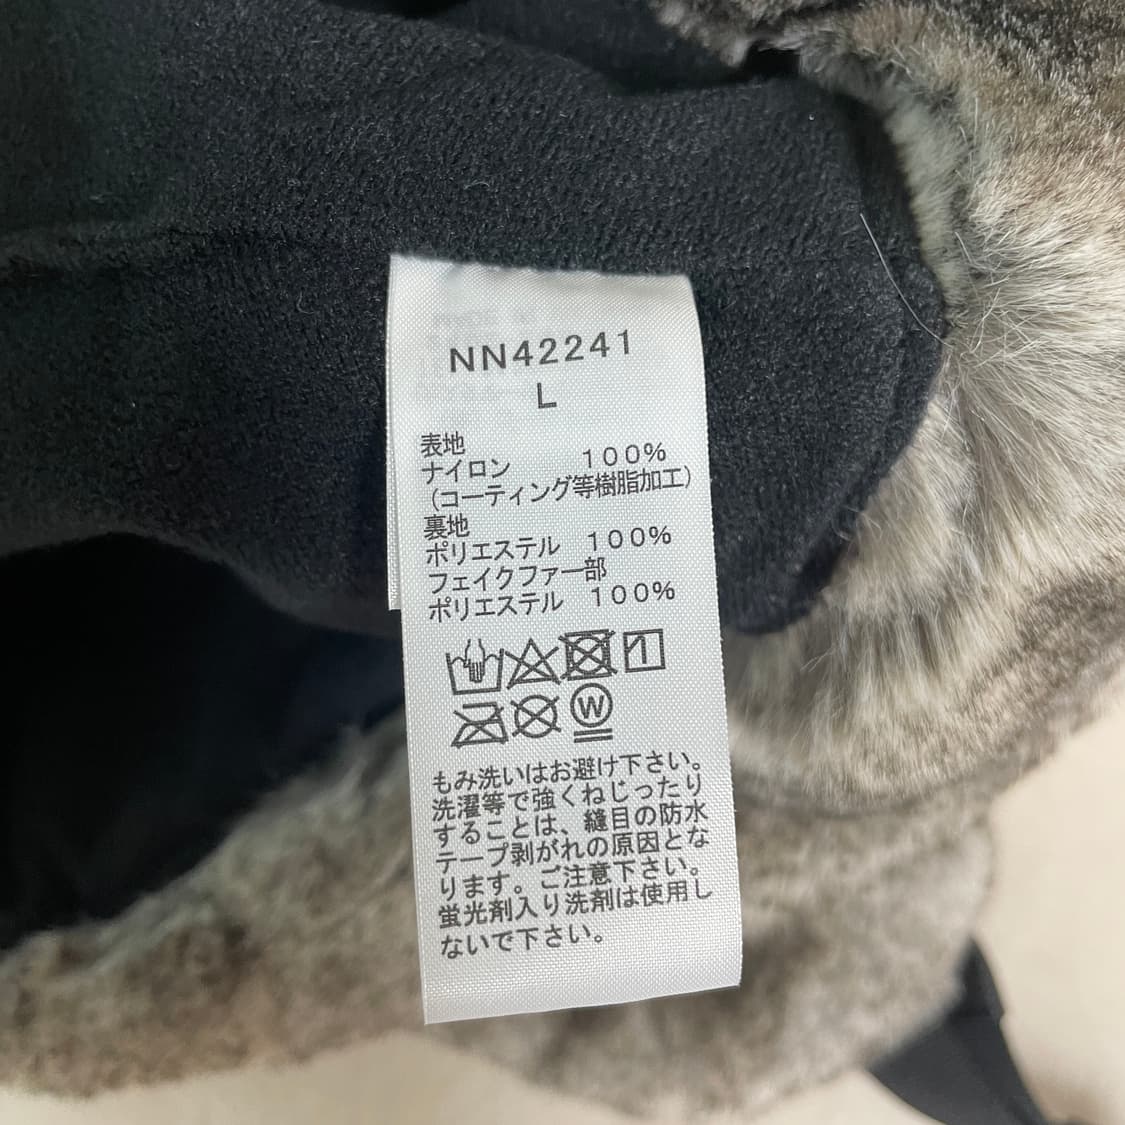 NN42241
L
表地
ナイロン　　　100%
（コーティング等樹脂加工）
裏地
ポリエステル　100%
フェイクファー部
ポリエステル　100%
W
もみ洗いはお避け下さい。
洗濯等で強くねじったり
することは、縫目の防水
テープ剥がれの原因とな
ります。ご注意下さい。
蛍光剤入り洗剤は使用し
ないで下さい。